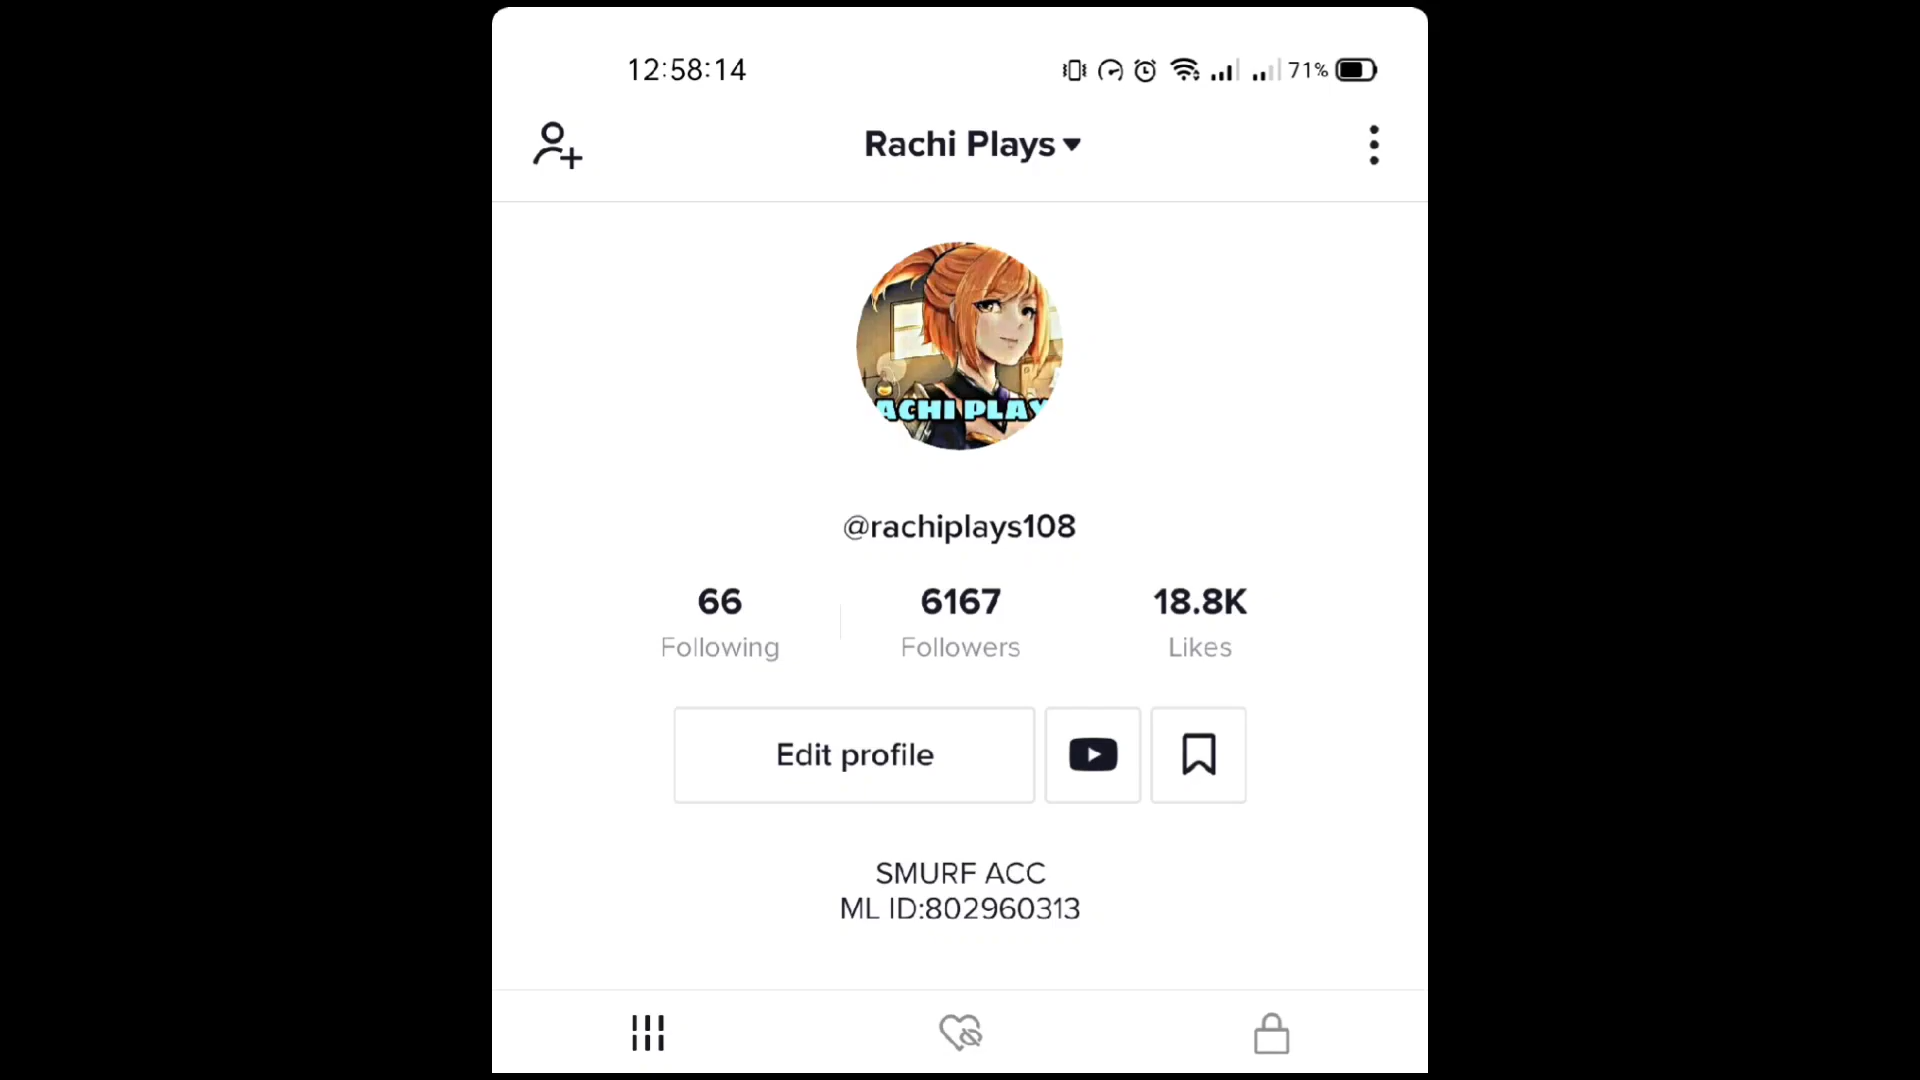 12:58:14 71%
Rachi Plays
ACHI PLAY
@rachiplays108
66 6167 18.8K
Following Followers Likes
Edit profile
SMURF ACC
ML ID:802960313